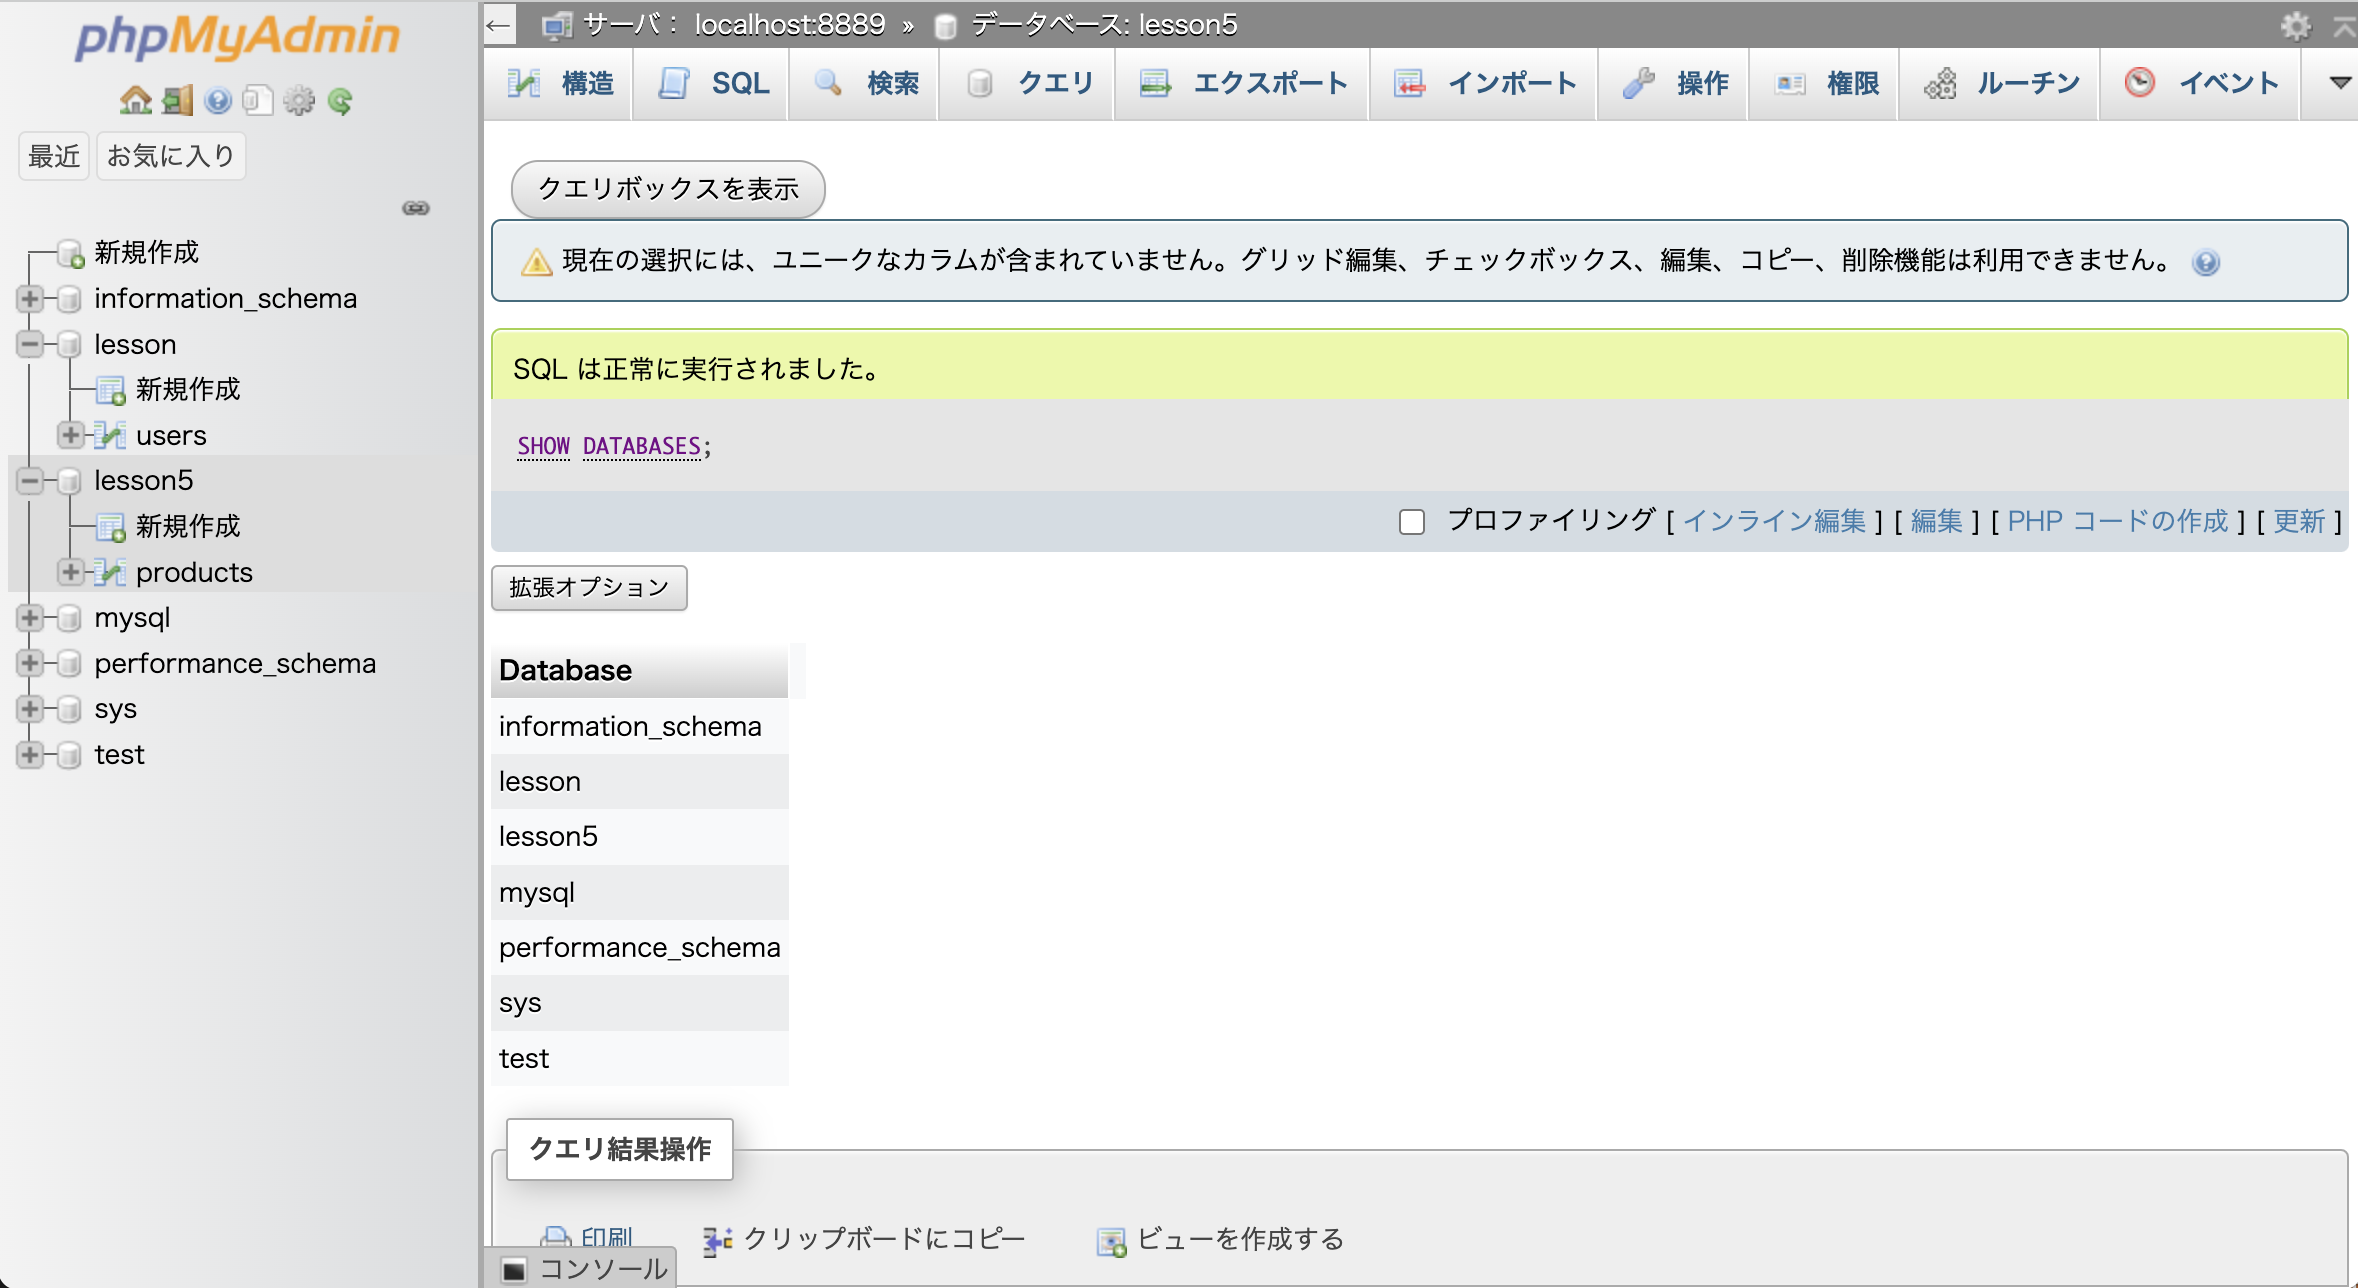 phpMyAdmin
最近 お気に入り
新規作成
information_schema
lesson
新規作成
users
lesson5
新規作成
products
mysql
performance_schema
sys
test
← サーバ： localhost:8889 » データベース: lesson5
構造 SQL 検索 クエリ エクスポート インポート 操作 権限 ルーチン イベント
クエリボックスを表示
現在の選択には、ユニークなカラムが含まれていません。グリッド編集、チェックボックス、編集、コピー、削除機能は利用できません。
SQL は正常に実行されました。
SHOW DATABASES;
プロファイリング [ インライン編集 ] [ 編集 ] [ PHP コードの作成 ] [ 更新 ]
拡張オプション
Database
information_schema
lesson
lesson5
mysql
performance_schema
sys
test
クエリ結果操作
印刷 クリップボードにコピー ビューを作成する
コンソール